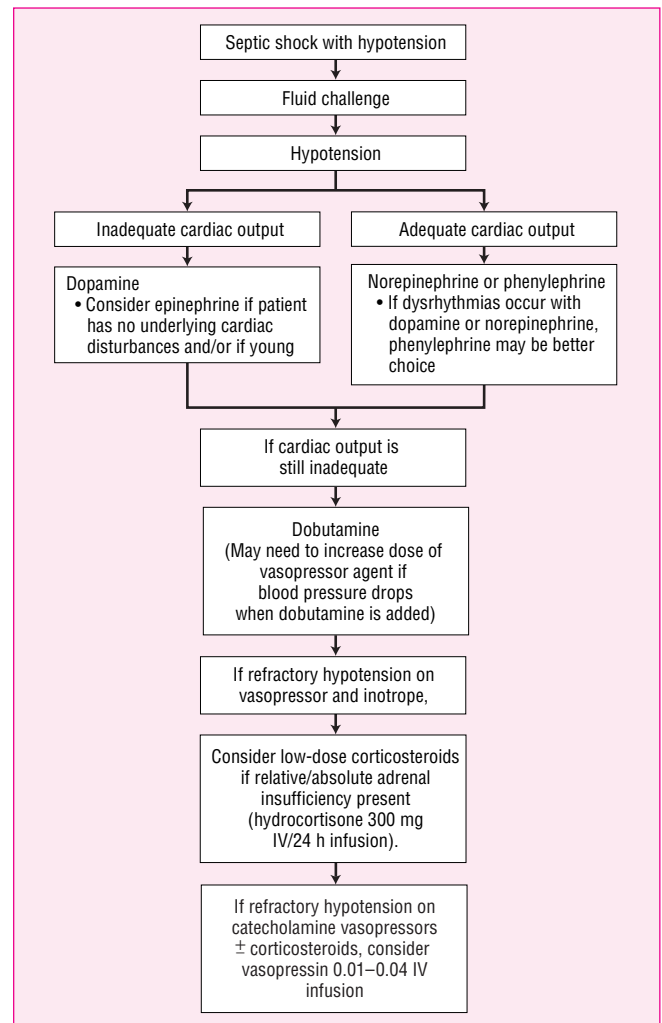 Septic shock with hypotension
Fluid challenge
Hypotension
Inadequate cardiac output
Adequate cardiac output
Dopamine
• Consider epinephrine if patient
has no underlying cardiac
disturbances and/or if young
Norepinephrine or phenylephrine
• If dysrhythmias occur with
dopamine or norepinephrine,
phenylephrine may be better
choice
If cardiac output is
still inadequate
Dobutamine
(May need to increase dose of
vasopressor agent if
blood pressure drops
when dobutamine is added)
If refractory hypotension on
vasopressor and inotrope,
Consider low-dose corticosteroids
if relative/absolute adrenal
insufficiency present
(hydrocortisone 300 mg
IV/24 h infusion).
If refractory hypotension on
catecholamine vasopressors
± corticosteroids, consider
vasopressin 0.01–0.04 IV
infusion